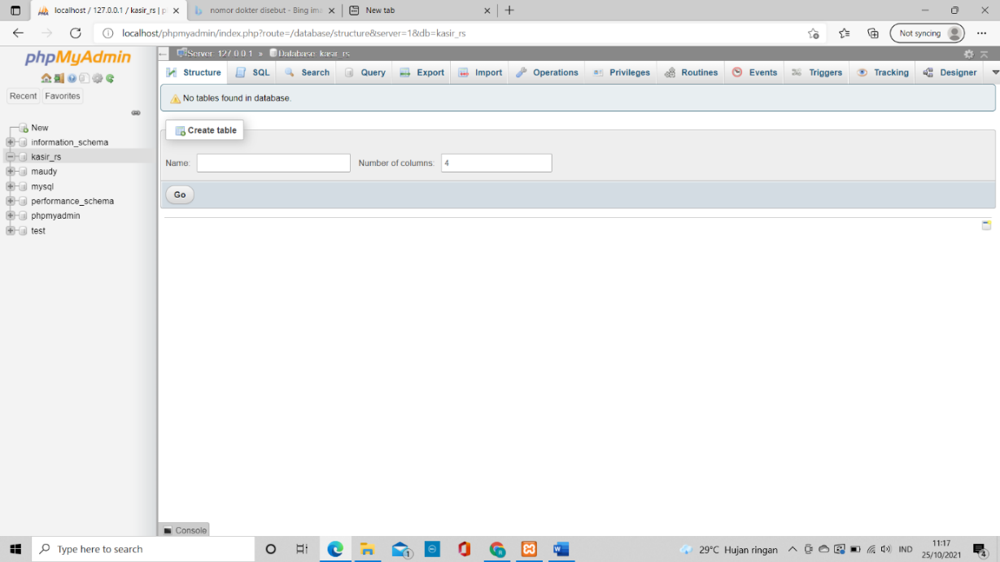 localhost / 127.0.0.1 / kasir_rs | p
nomor dokter disebut - Bing ima
New tab
localhost/phpmyadmin/index.php?route=/database/structure&server=1&db=kasir_rs
Not syncing
phpMyAdmin
Server: 127.0.0.1 » Database: kasir_rs
Structure SQL Search Query Export Import Operations Privileges Routines Events Triggers Tracking Designer
Recent Favorites
No tables found in database.
Create table
Name:
Number of columns: 4
Go
New
information_schema
kasir_rs
maudy
mysql
performance_schema
phpmyadmin
test
Console
Type here to search
1
29°C Hujan ringan
IND
11:17
25/10/2021
4